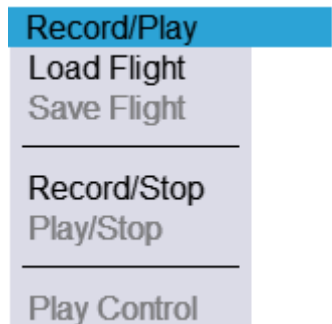 Record/Play
Load Flight
Save Flight
Record/Stop
Play/Stop
Play Control